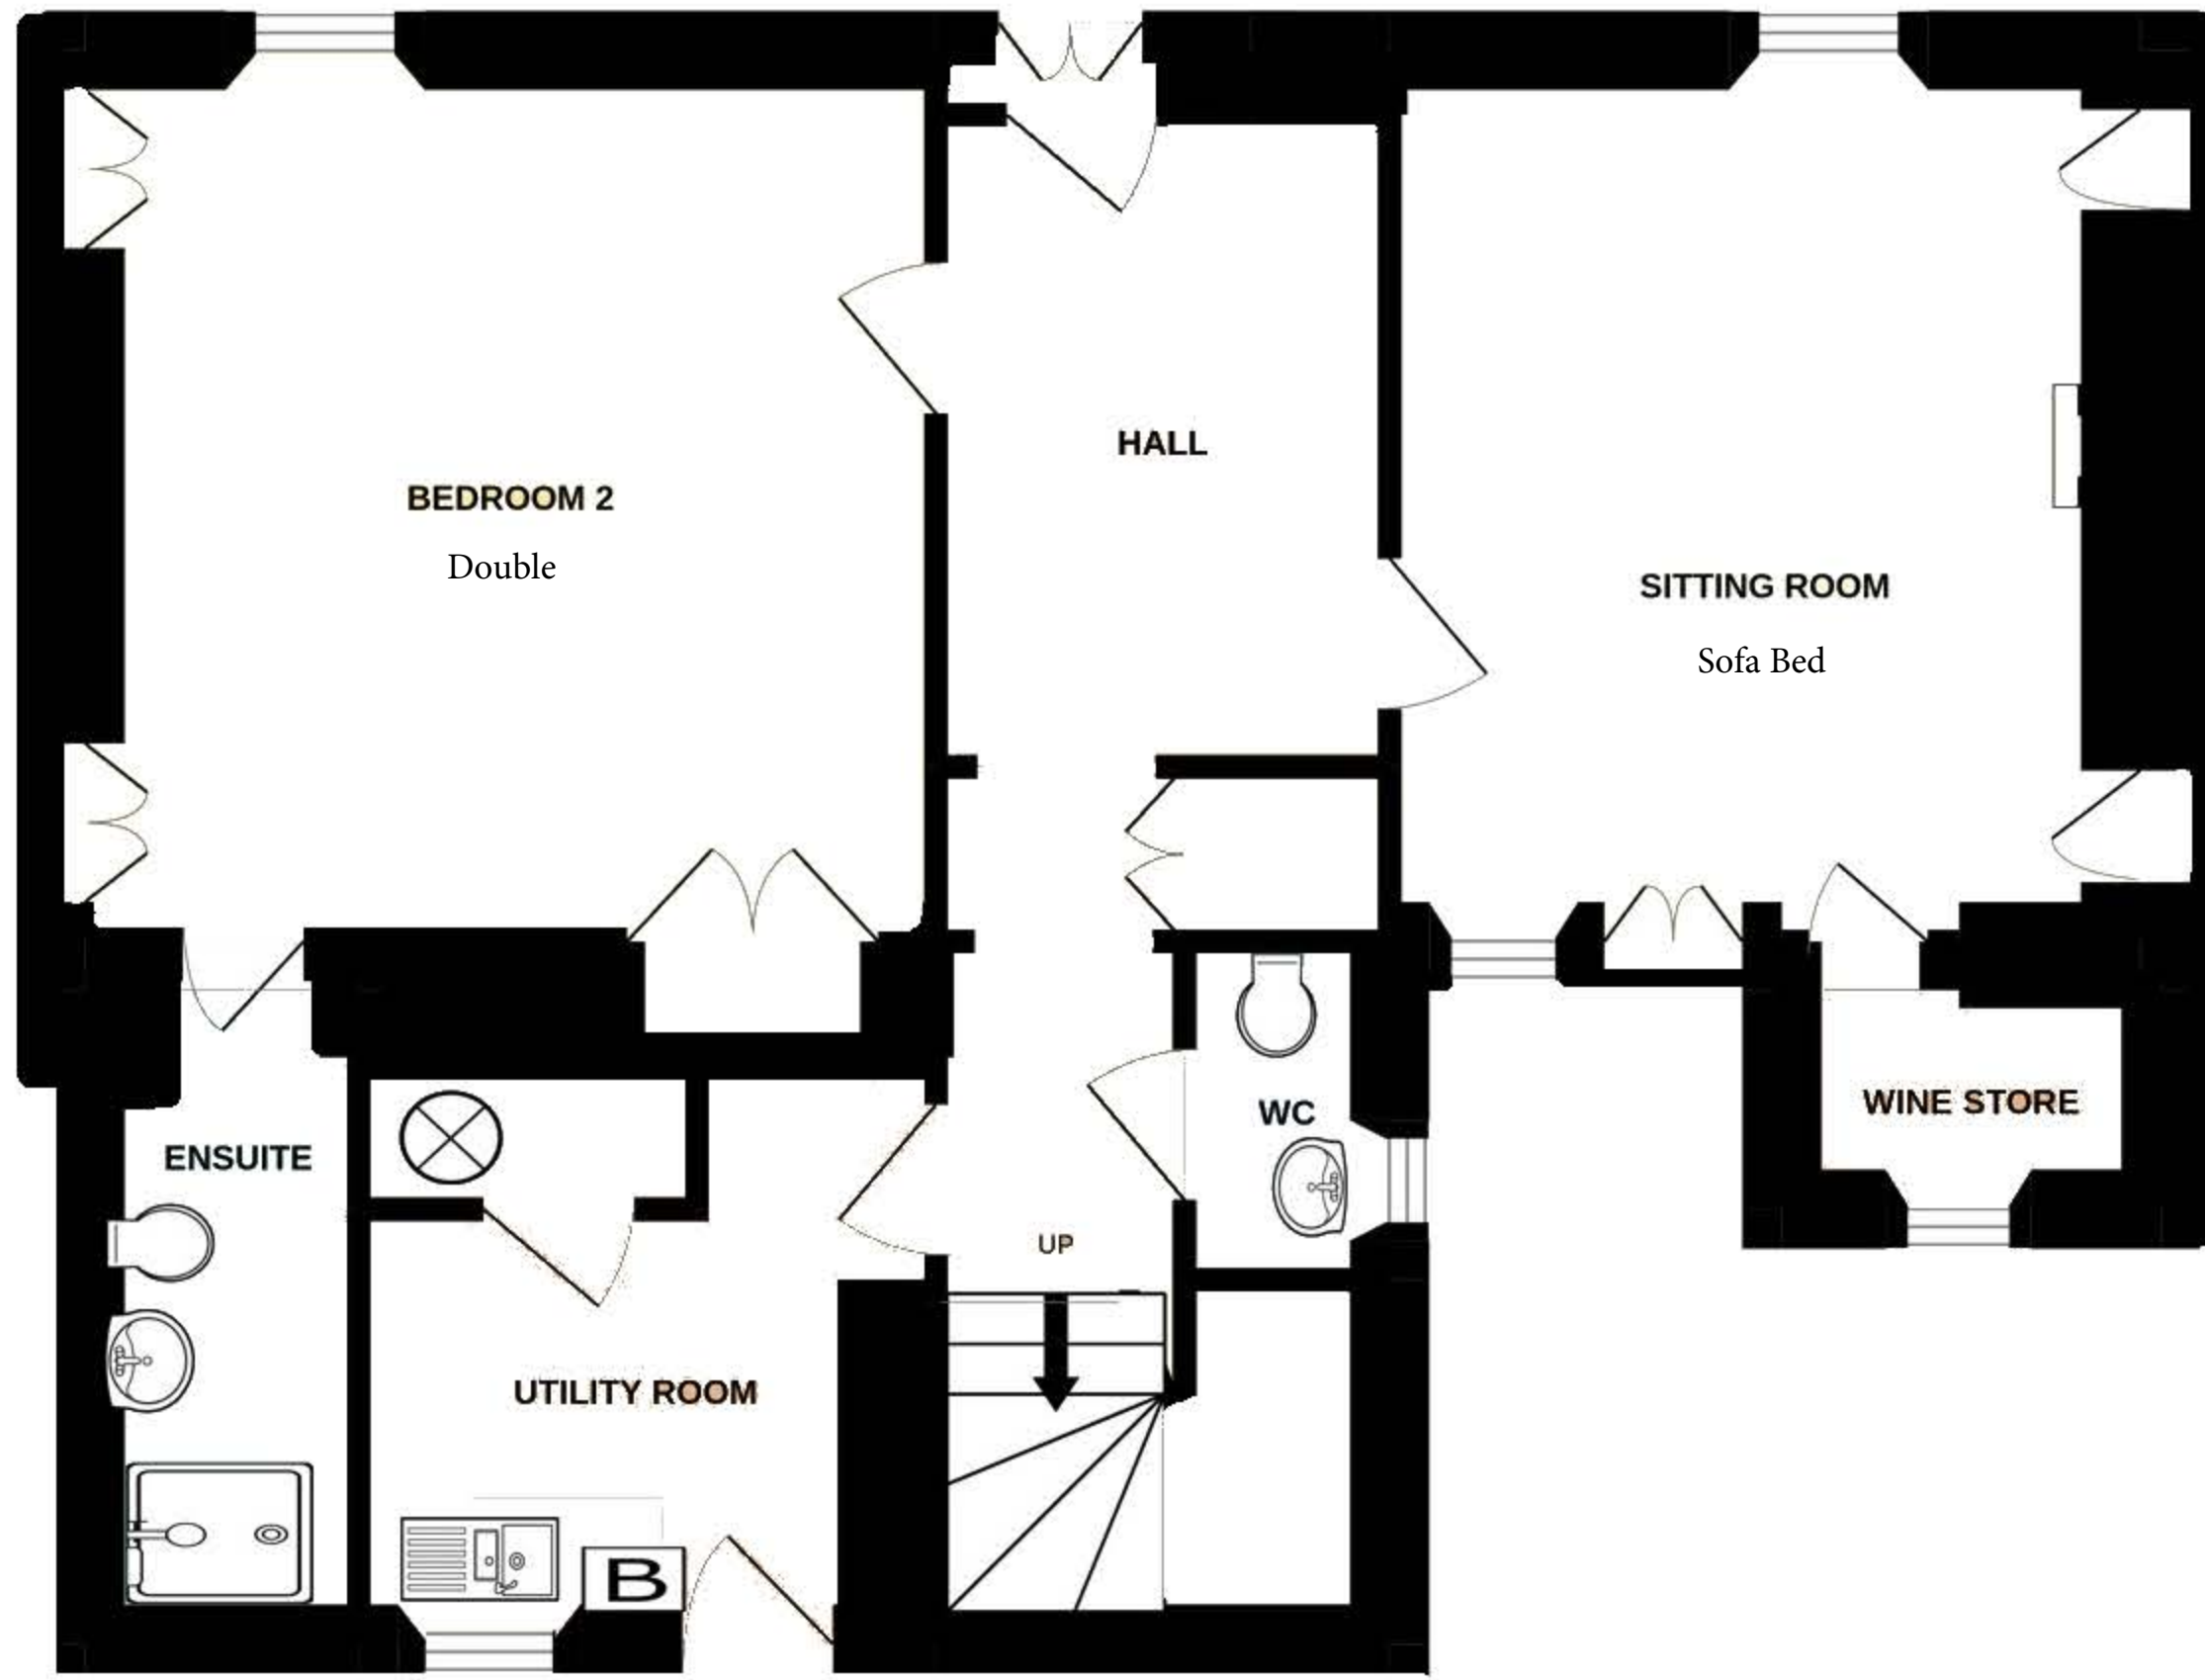 HALL
BEDROOM 2
Double
SITTING ROOM
Sofa Bed
WC
WINE STORE
ENSUITE
UP
UTILITY ROOM
B